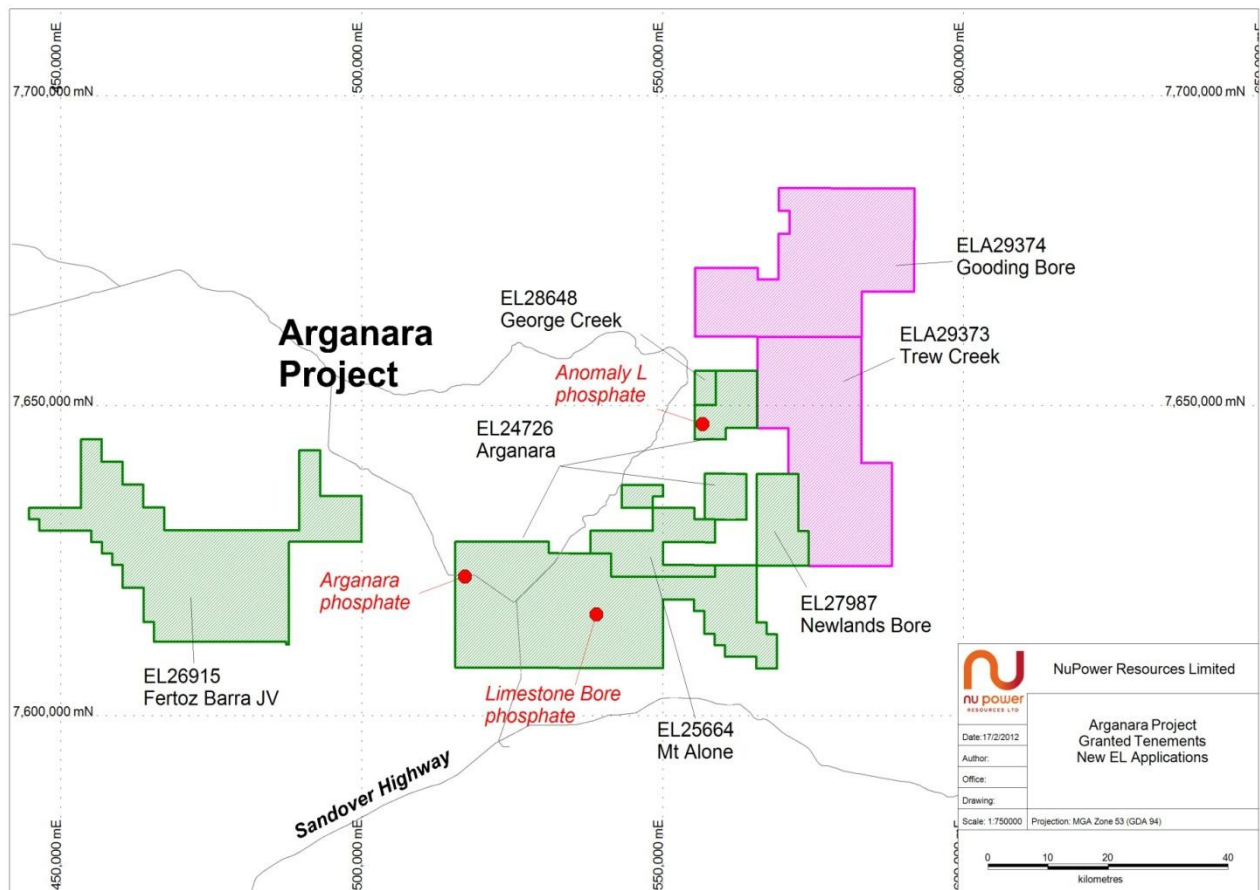 450,000 mE
500,000 mE
550,000 mE
600,000 mE
7,700,000 mN
7,700,000 mN
ELA29374
Gooding Bore
EL28648
George Creek
Arganara
Project
ELA29373
Trew Creek
Anomaly L
phosphate
7,650,000 mN
7,650,000 mN
EL24726
Arganara
Arganara
phosphate
EL27987
Newlands Bore
EL26915
Fertoz Barra JV
Limestone Bore
phosphate
EL25664
Mt Alone
7,600,000 mN
Sandover Highway
450,000 mE
500,000 mE
550,000 mE
nu power
RESOURCES LTD
NuPower Resources Limited
Date:17/2/2012
Author:
Office:
Drawing:
Scale: 1:750000
Projection: MGA Zone 53 (GDA 94)
Arganara Project
Granted Tenements
New EL Applications
0 10 20 40
kilometres